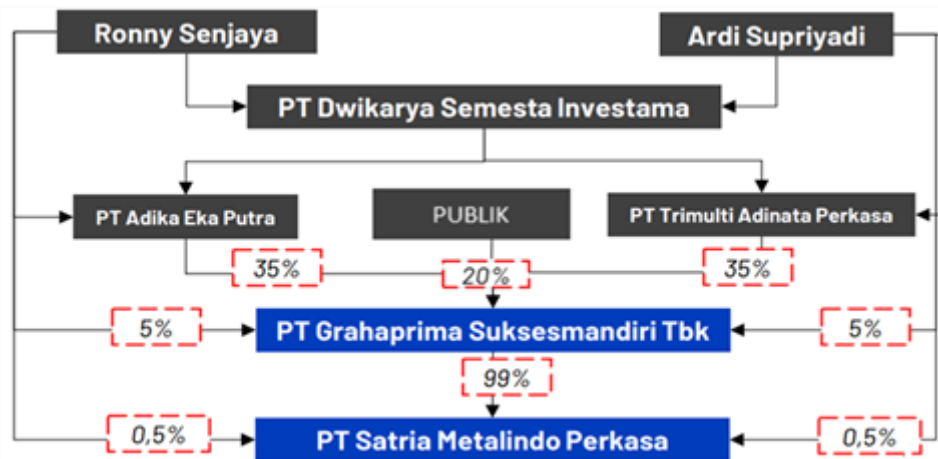 Ronny Senjaya
Ardi Supriyadi
PT Dwikarya Semesta Investama
PT Adika Eka Putra
PUBLIK
PT Trimulti Adinata Perkasa
35%
20%
35%
5%
PT Grahaprima Suksesmandiri Tbk
5%
99%
0,5%
PT Satria Metalindo Perkasa
0,5%